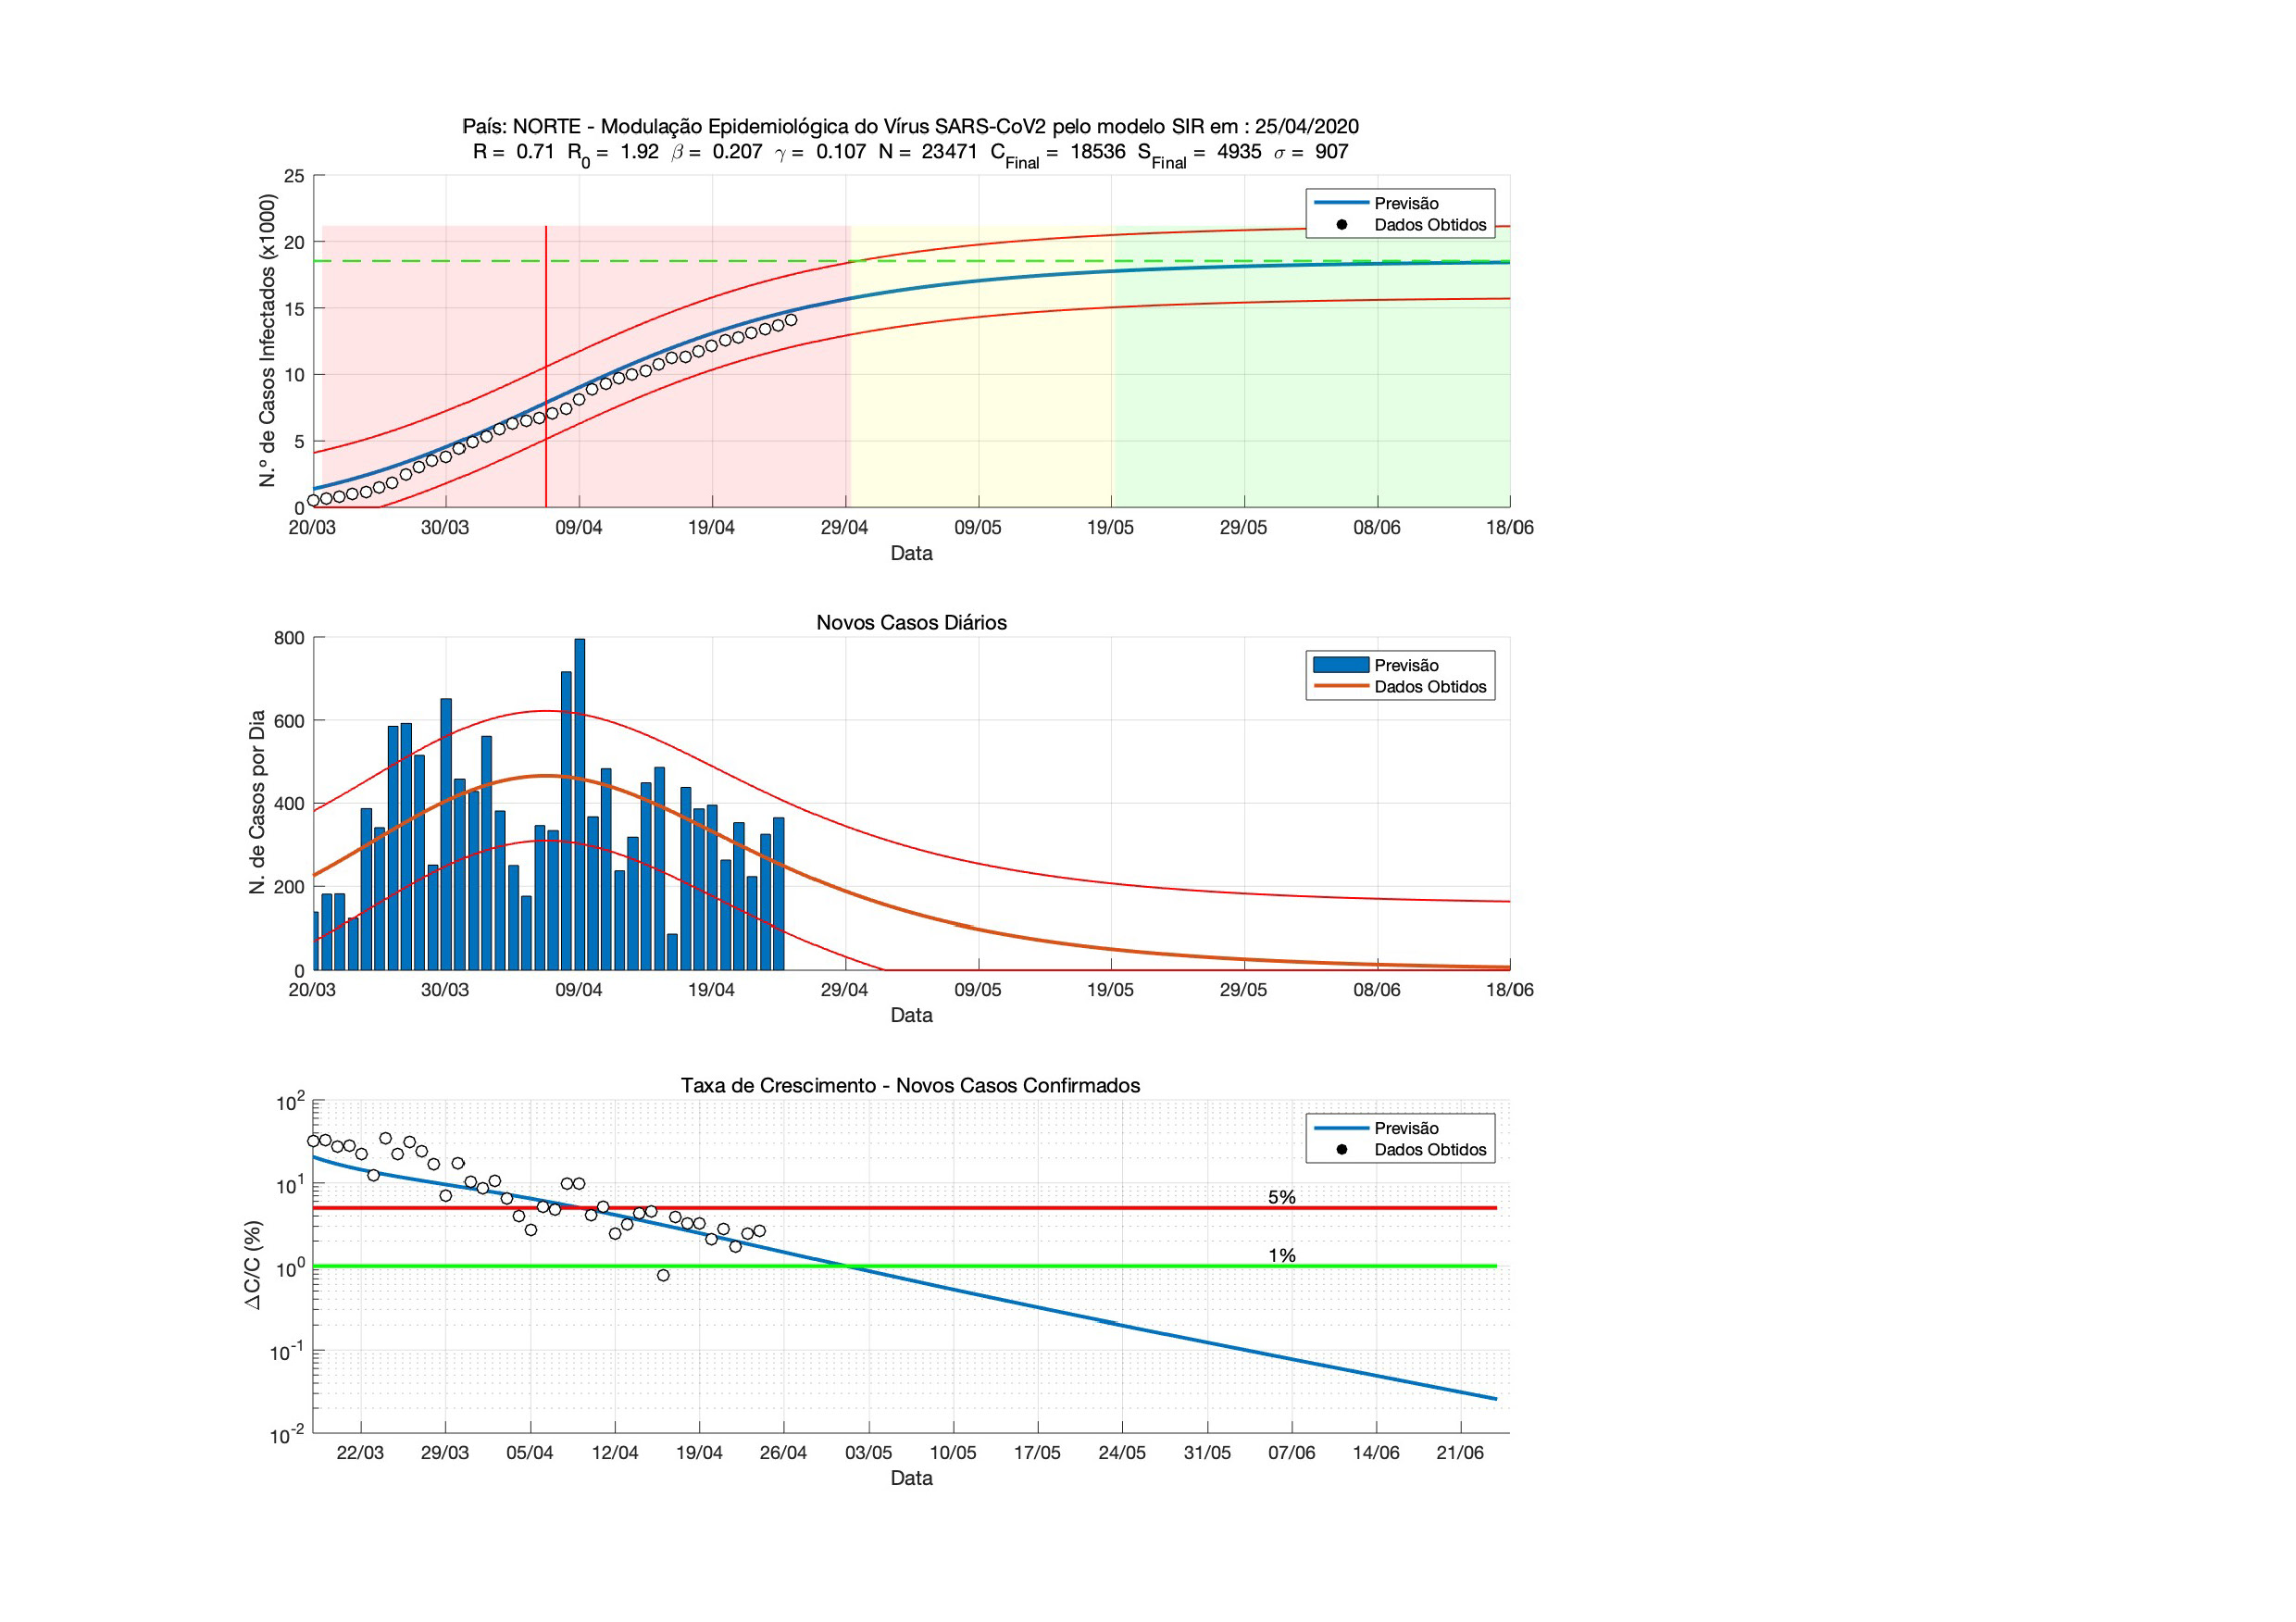 País: NORTE - Modulação Epidemiológica do Vírus SARS-CoV2 pelo modelo SIR em : 25/04/2020
R = 0.71 R0 = 1.92 β = 0.207 γ = 0.107 N = 23471 CFinal = 18536 SFinal = 4935 σ = 907
N.º de Casos Infectados (x1000)
25
20
15
10
5
0
Previsão
Dados Obtidos
20/03 30/03 09/04 19/04 29/04 09/05 19/05 29/05 08/06 18/06
Data
Novos Casos Diários
N. de Casos por Dia
800
600
400
200
0
Previsão
Dados Obtidos
20/03 30/03 09/04 19/04 29/04 09/05 19/05 29/05 08/06 18/06
Data
Taxa de Crescimento - Novos Casos Confirmados
ΔC/C (%)
10^2
10^1
10^0
10^-1
10^-2
Previsão
Dados Obtidos
5%
1%
22/03 29/03 05/04 12/04 19/04 26/04 03/05 10/05 17/05 24/05 31/05 07/06 14/06 21/06
Data